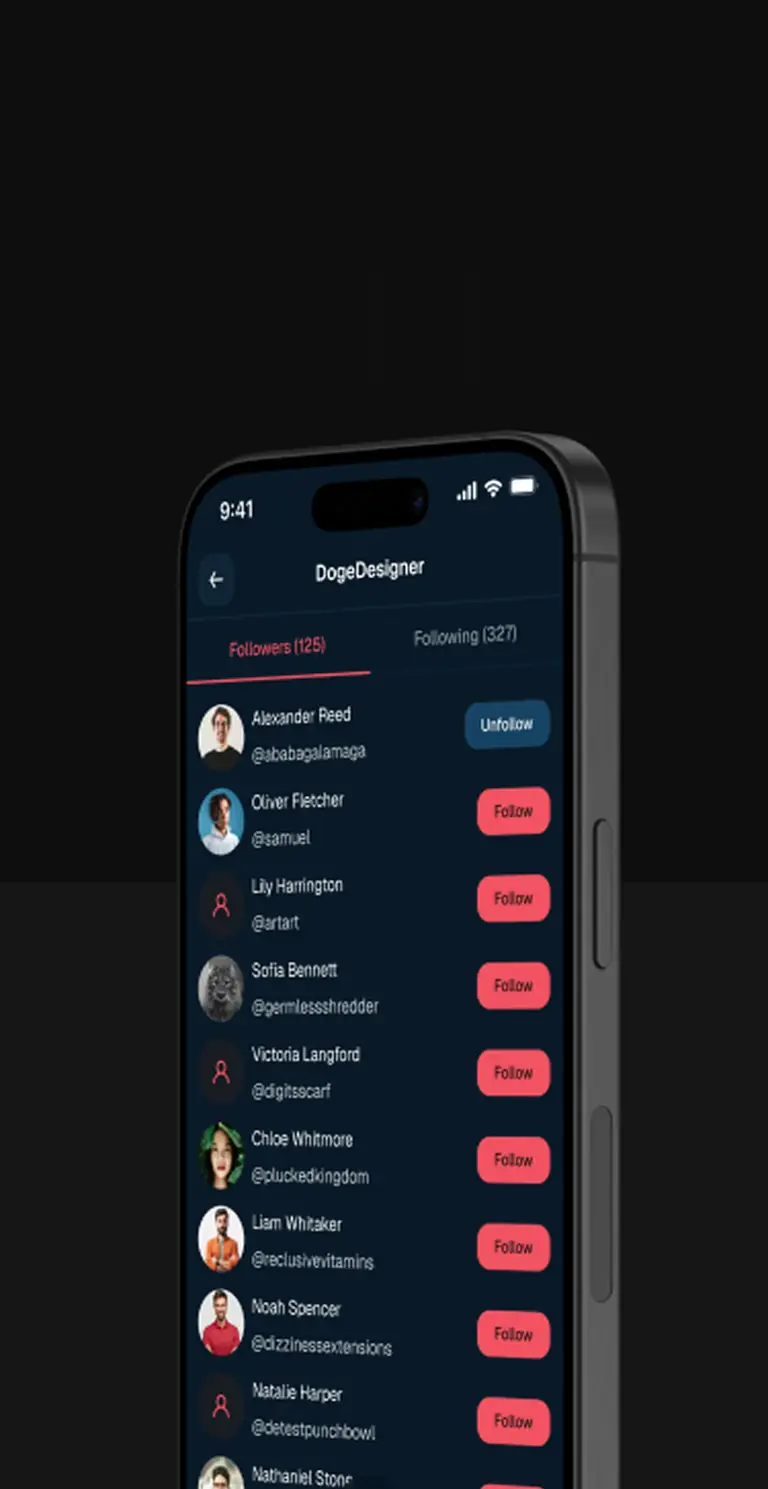 9:41
DogeDesigner
Followers (125)
Following (327)
Alexander Reed
@ababagalamaga
Unfollow
Oliver Fletcher
@samuel
Follow
Lily Harrington
@artart
Follow
Sofia Bennett
@germlessshredder
Follow
Victoria Langford
@digitsscarf
Follow
Chloe Whitmore
@pluckedkingdom
Follow
Liam Whitaker
@reclusivevitamins
Follow
Noah Spencer
@dizzinessextensions
Follow
Natalie Harper
@detestpunchbowl
Follow
Nathaniel Stone